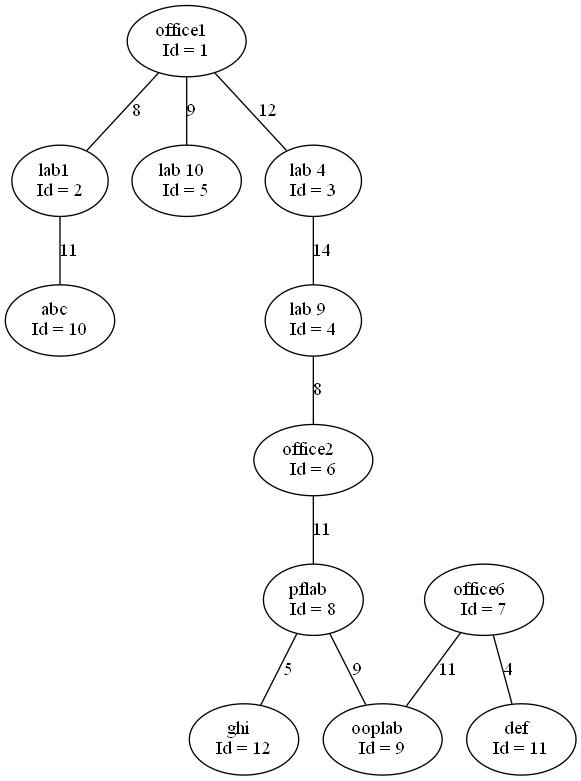 office1
Id = 1
8
9
12
lab1
Id = 2
lab 10
Id = 5
lab 4
Id = 3
11
14
abc
Id = 10
lab 9
Id = 4
8
office2
Id = 6
11
pflab
Id = 8
office6
Id = 7
5
9
11
4
ghi
Id = 12
ooplab
Id = 9
def
Id = 11